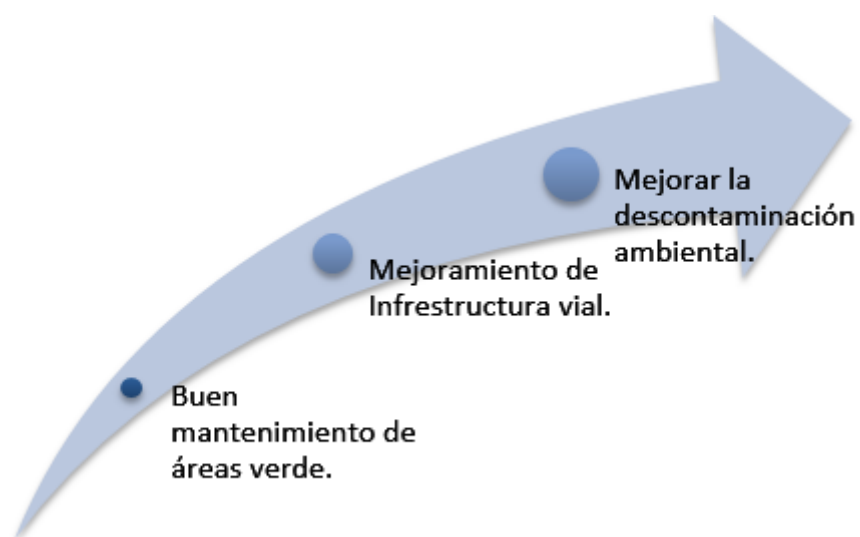 Mejorar la
descontaminación
ambiental.
Mejoramiento de
Infrestructura vial.
Buen
mantenimiento de
áreas verde.